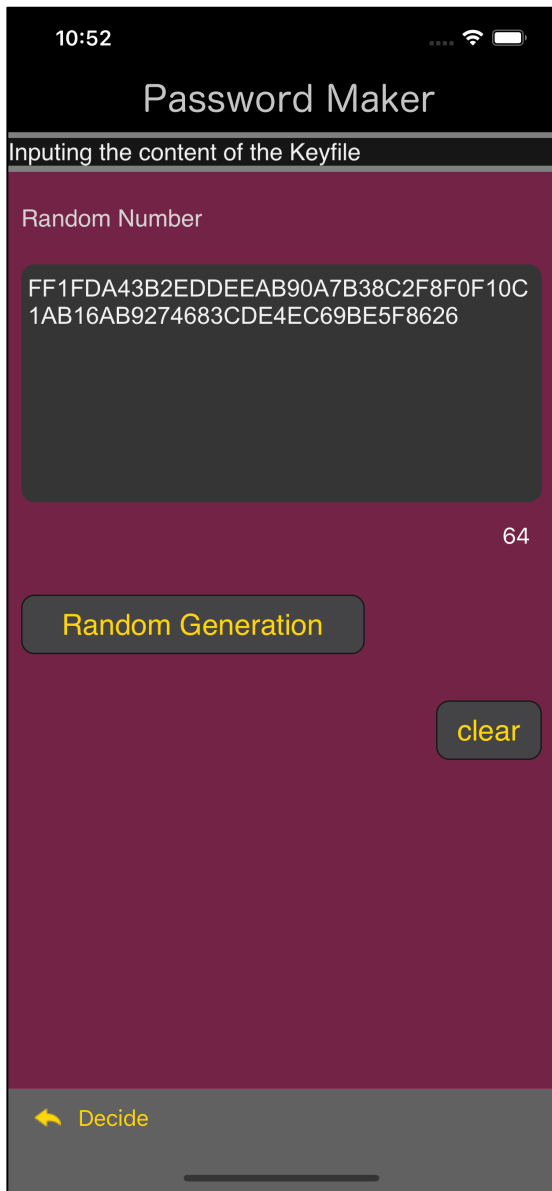 10:52
Password Maker
Inputing the content of the Keyfile
Random Number
FF1FDA43B2EDDEEAB90A7B38C2F8F0F10C
1AB16AB9274683CDE4EC69BE5F8626
64
Random Generation
clear
Decide